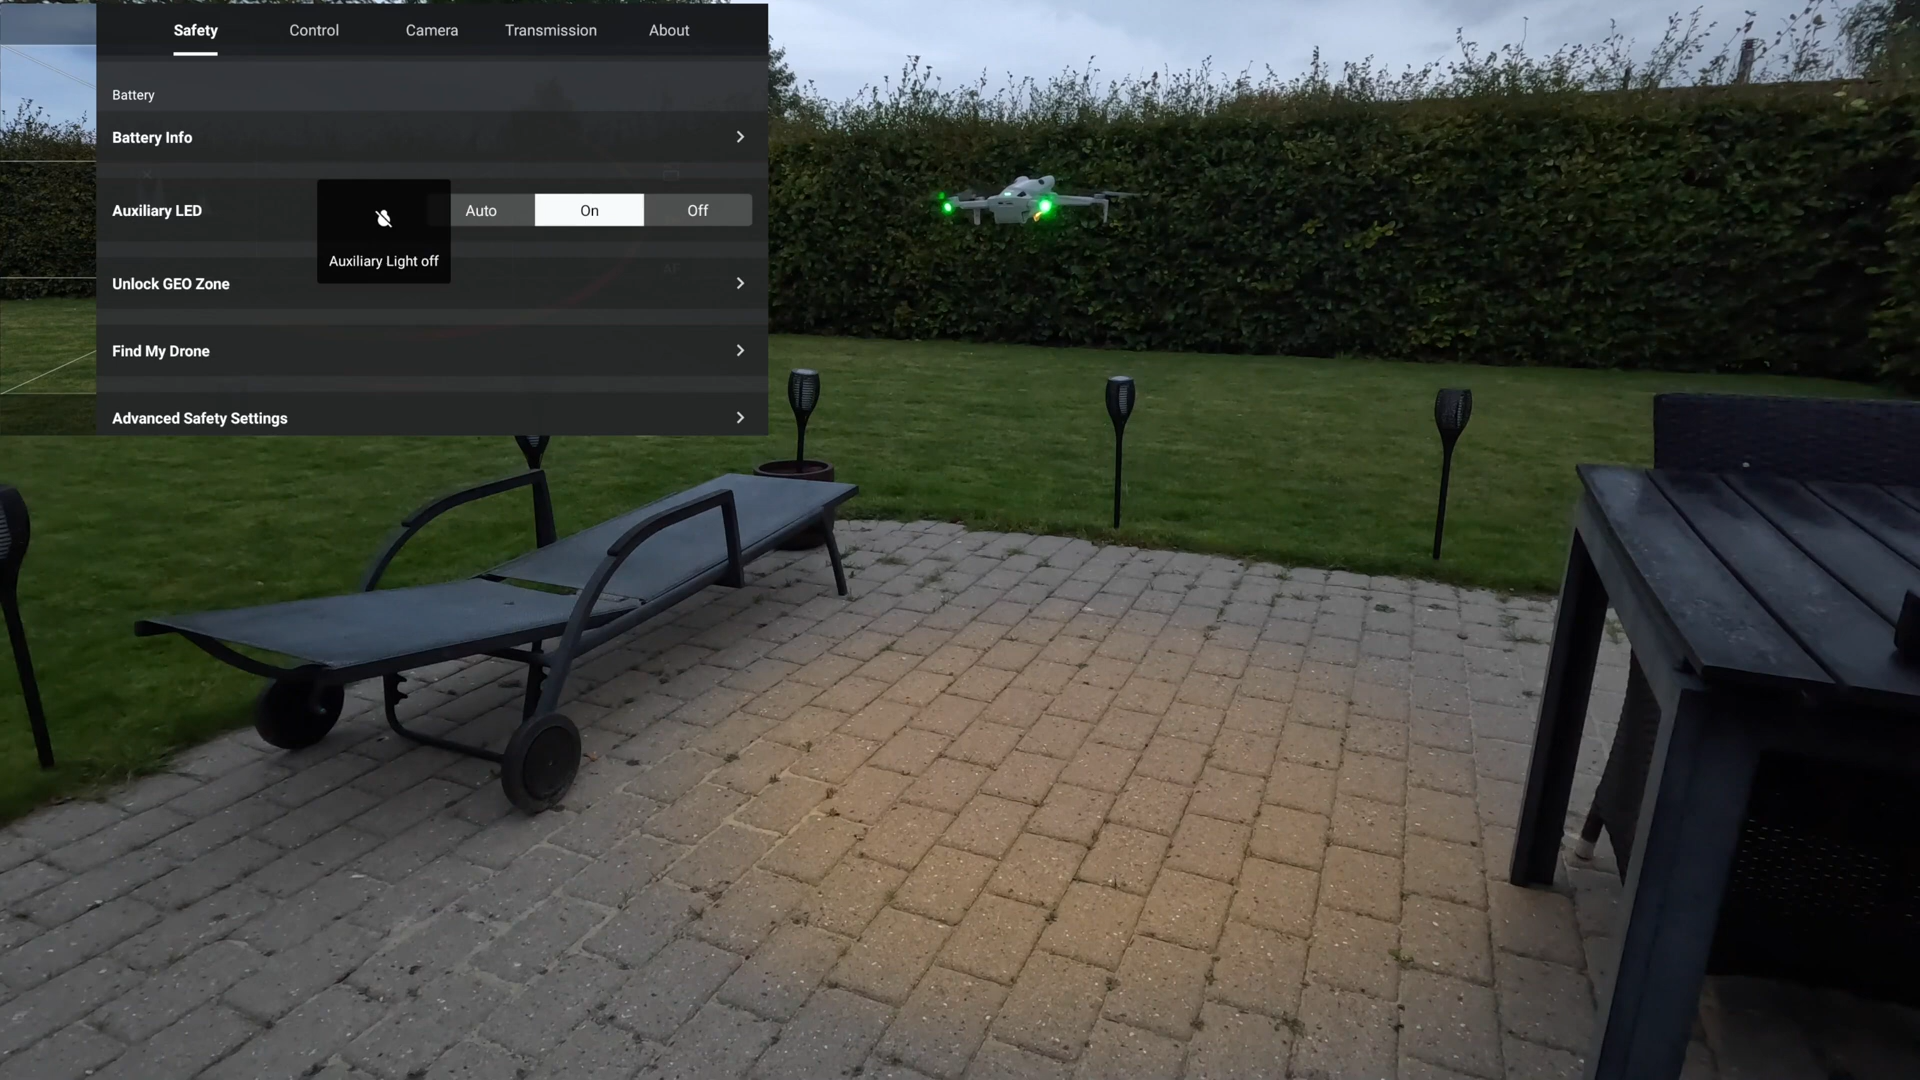 Safety Control Camera Transmission About
Battery
Battery Info
Auxiliary LED Auto On Off
Auxiliary Light off
Unlock GEO Zone
Find My Drone
Advanced Safety Settings